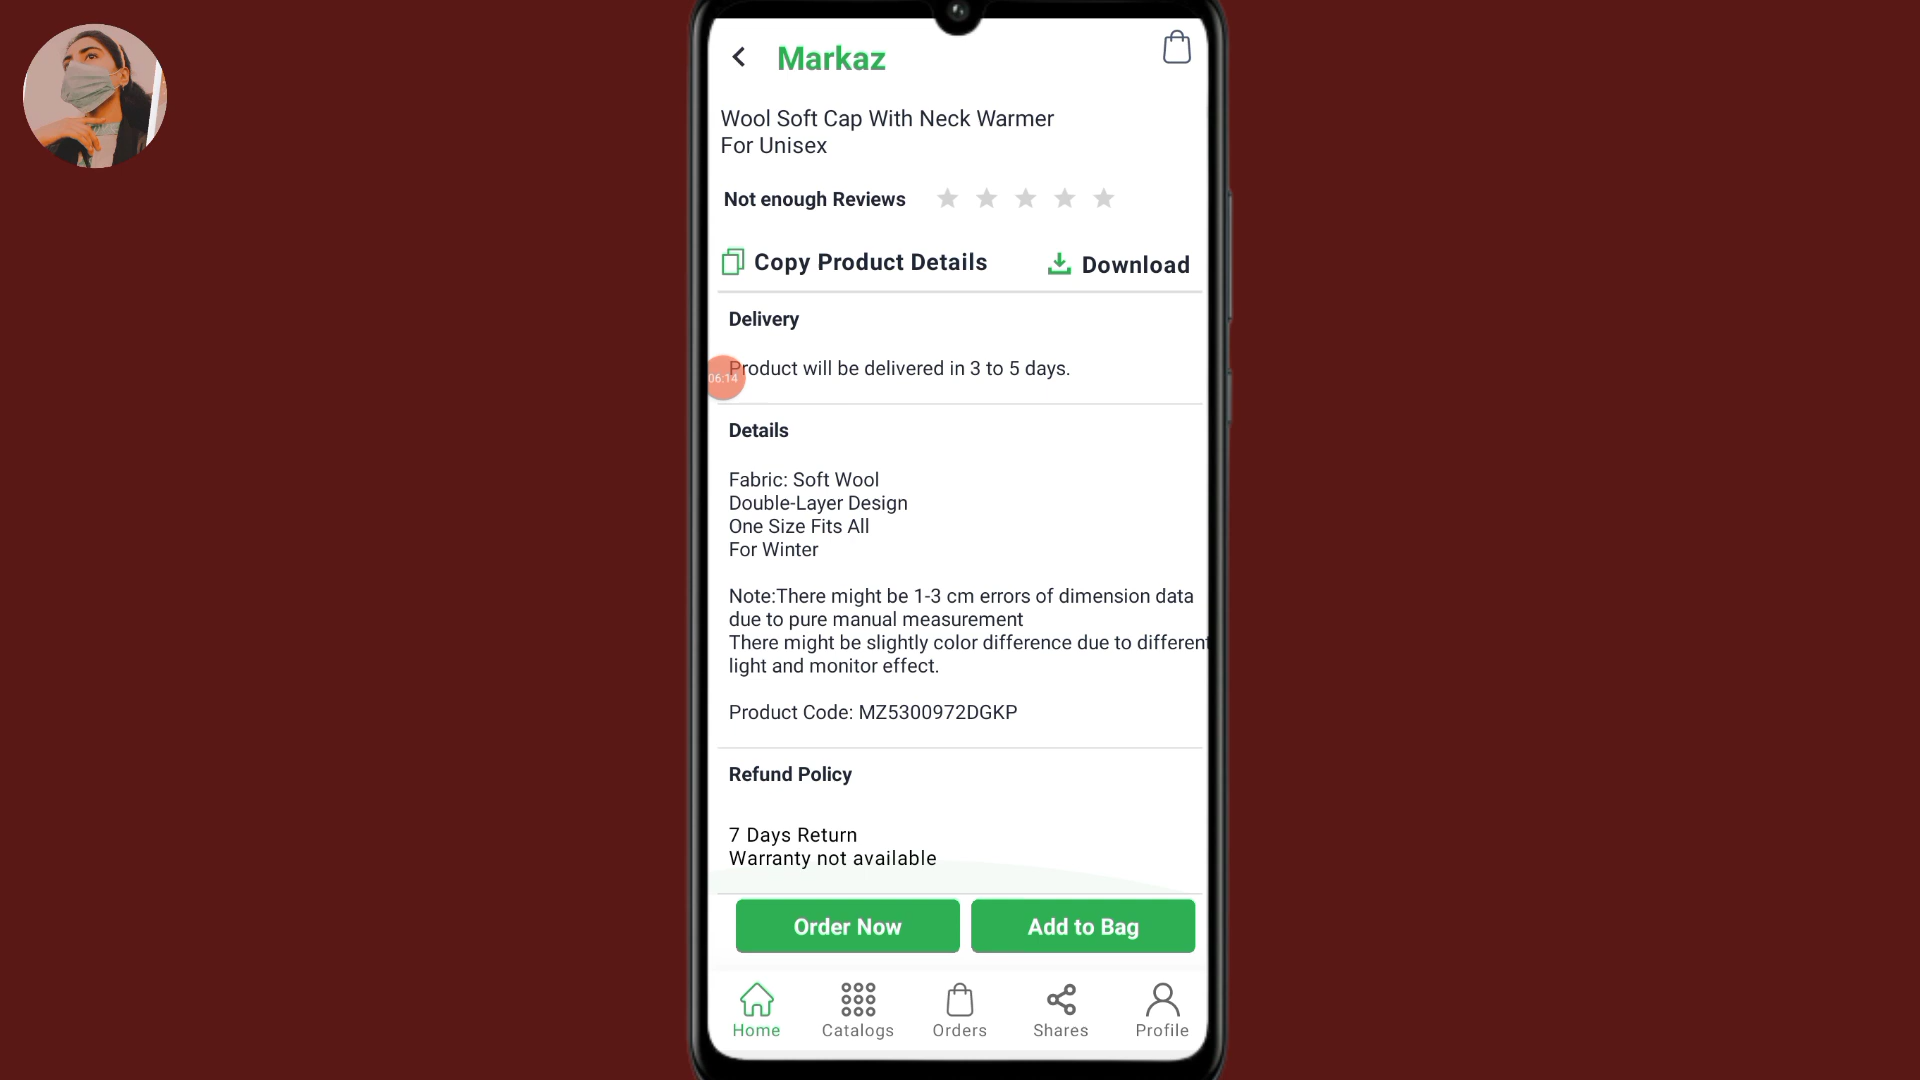 Markaz
Wool Soft Cap With Neck Warmer
For Unisex
Not enough Reviews
Copy Product Details
Download
Delivery
Product will be delivered in 3 to 5 days.
06:14
Details
Fabric: Soft Wool
Double-Layer Design
One Size Fits All
For Winter
Note:There might be 1-3 cm errors of dimension data
due to pure manual measurement
There might be slightly color difference due to different
light and monitor effect.
Product Code: MZ5300972DGKP
Refund Policy
7 Days Return
Warranty not available
Order Now
Add to Bag
Home
Catalogs
Orders
Shares
Profile